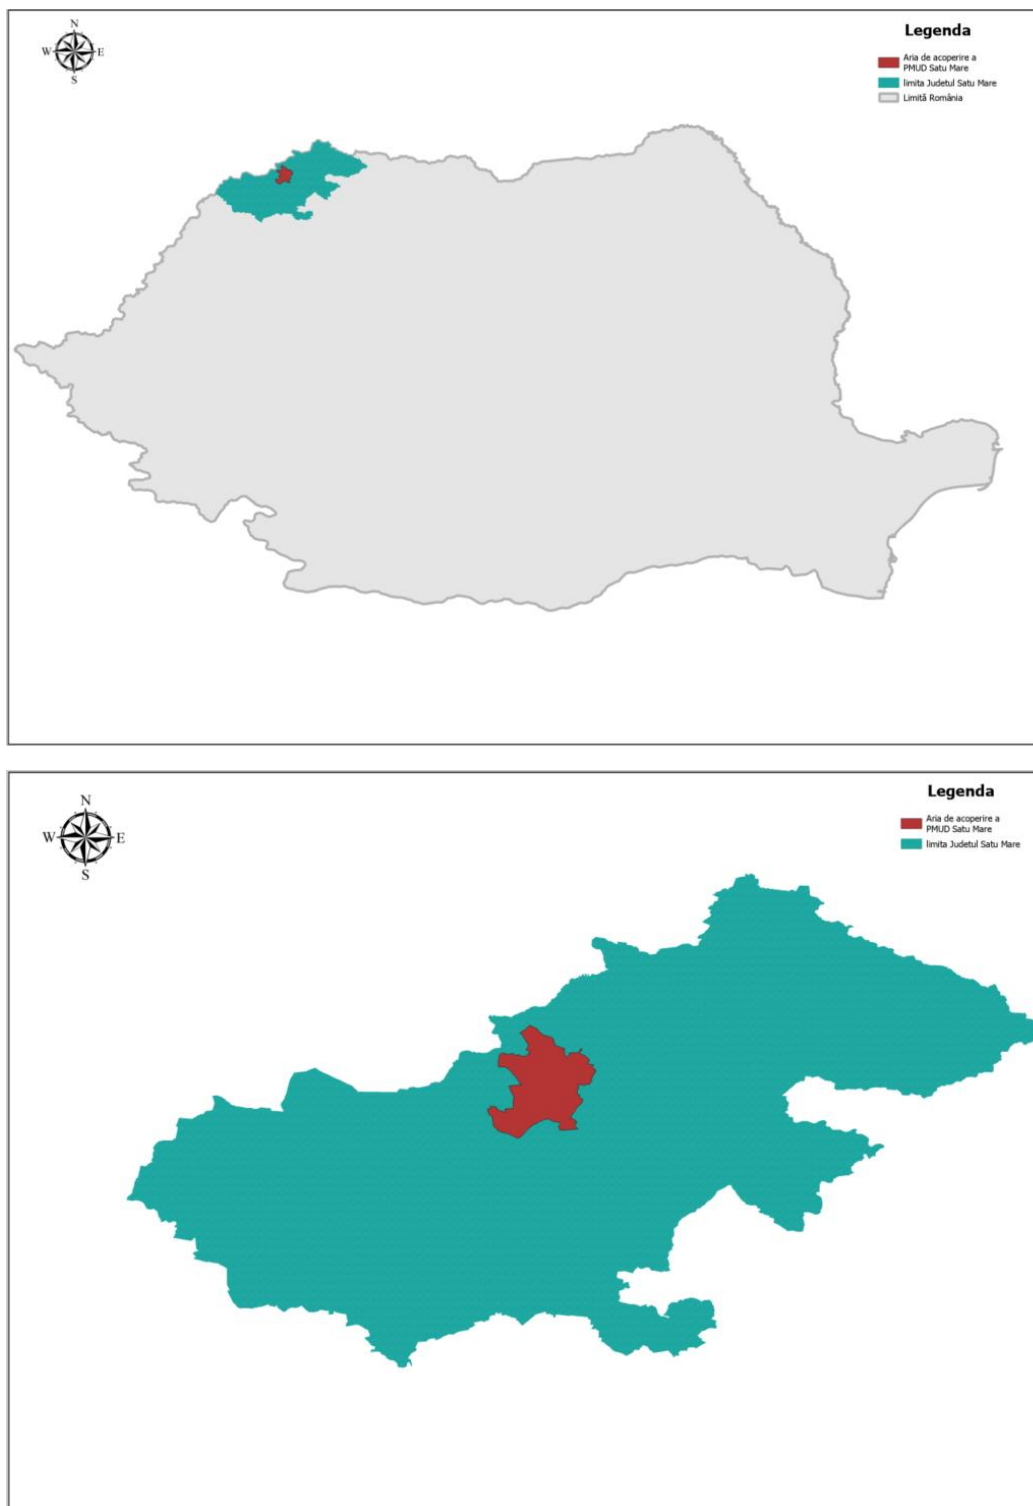 N
W E
S
Legenda
Aria de acoperire a
PMUD Satu Mare
limita Judetul Satu Mare
Limită România
N
W E
S
Legenda
Aria de acoperire a
PMUD Satu Mare
limita Judetul Satu Mare